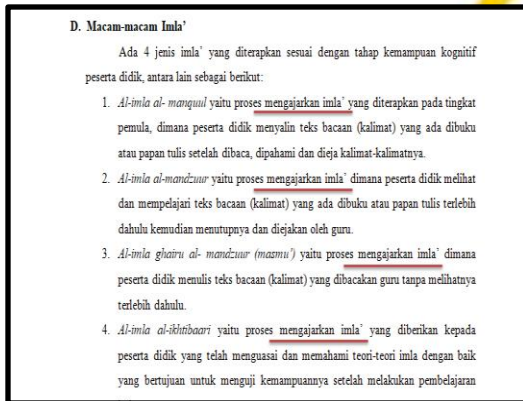 D. Macam-macam Imla'
Ada 4 jenis imla' yang diterapkan sesuai dengan tahap kemampuan kognitif
peserta didik, antara lain sebagai berikut:
1. Al-imla al- manquul yaitu proses mengajarkan imla' yang diterapkan pada tingkat
pemula, dimana peserta didik menyalin teks bacaan (kalimat) yang ada dibuku
atau papan tulis setelah dibaca, dipahami dan dieja kalimat-kalimatnya.
2. Al-imla al-mandzuur yaitu proses mengajarkan imla' dimana peserta didik melihat
dan mempelajari teks bacaan (kalimat) yang ada dibuku atau papan tulis terlebih
dahulu kemudian menutupnya dan diejakan oleh guru.
3. Al-imla ghairu al- mandzuur (masmu') yaitu proses mengajarkan imla' dimana
peserta didik menulis teks bacaan (kalimat) yang dibacakan guru tanpa melihatnya
terlebih dahulu.
4. Al-imla al-ikhtibaari yaitu proses mengajarkan imla' yang diberikan kepada
peserta didik yang telah menguasai dan memahami teori-teori imla dengan baik
yang bertujuan untuk menguji kemampuannya setelah melakukan pembelajaran